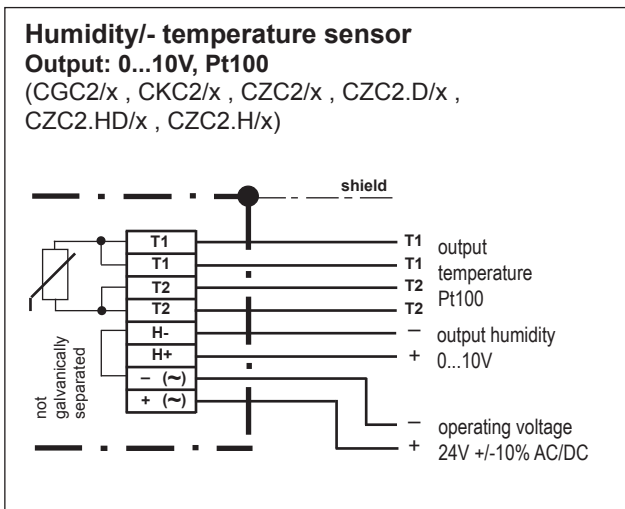 Humidity/- temperature sensor
Output: 0...10V, Pt100
(CGC2/x , CKC2/x , CZC2/x , CZC2.D/x ,
CZC2.HD/x , CZC2.H/x)
shield
T1
T1
T2
T2
H-
H+
– (~)
+ (~)
not
galvanically
separated
T1
T1
T2
T2
output
temperature
Pt100
– output humidity
+ 0...10V
– operating voltage
+ 24V +/-10% AC/DC